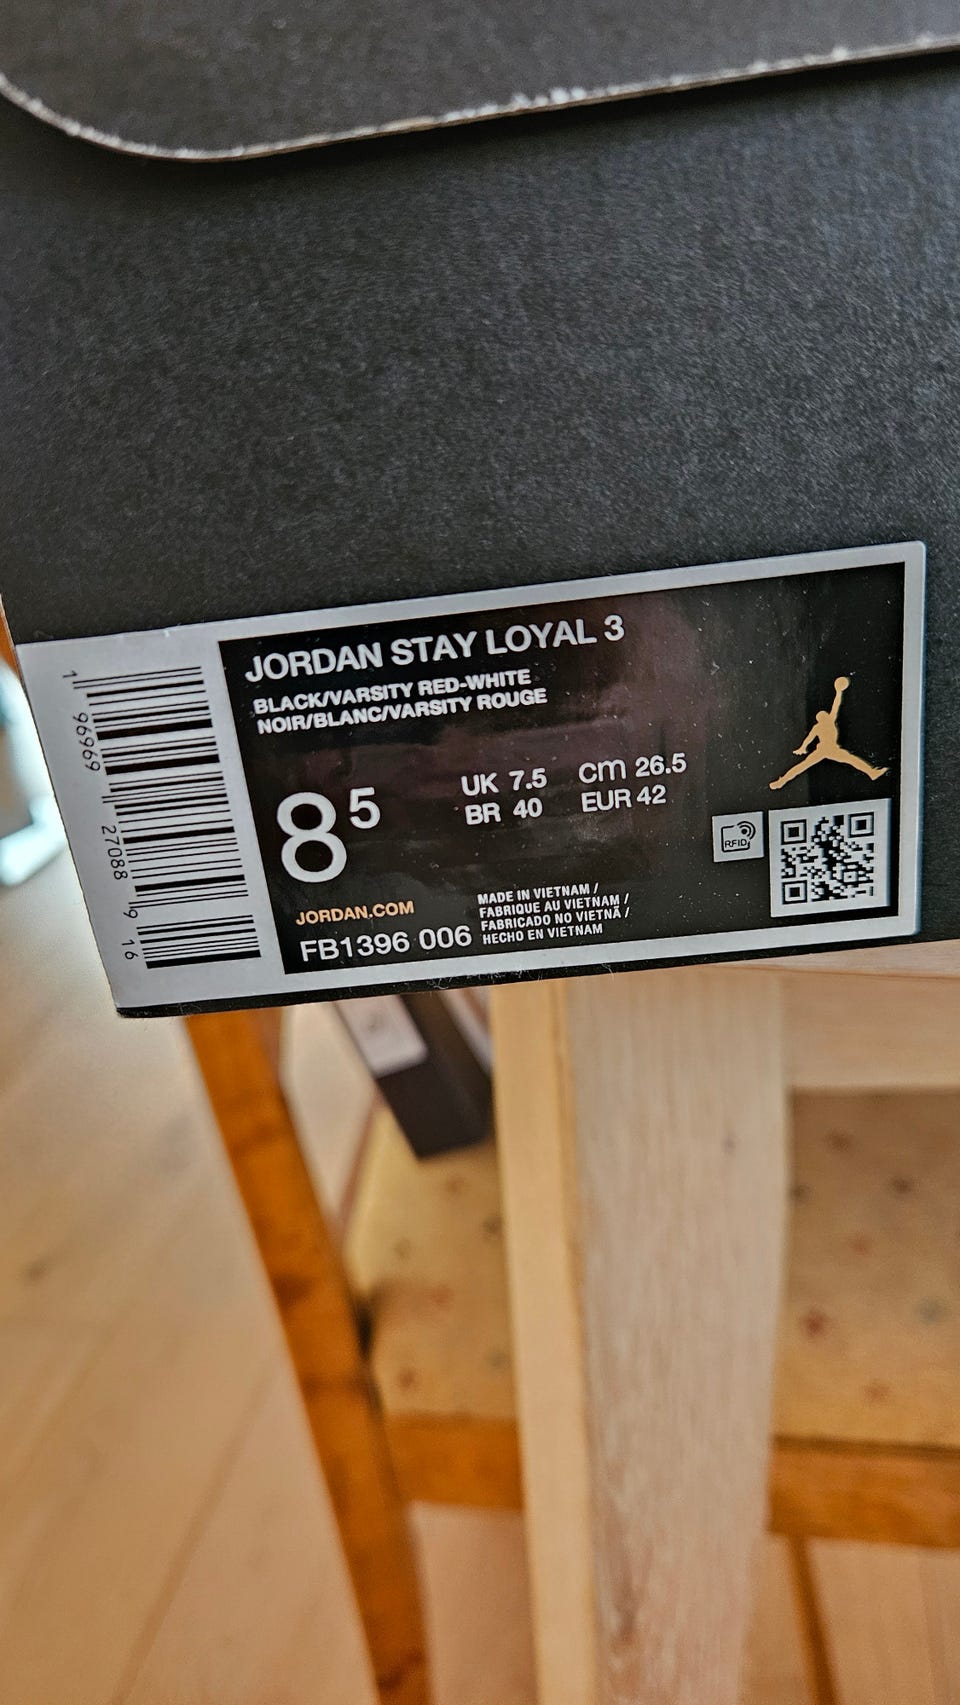 JORDAN STAY LOYAL 3
BLACK/VARSITY RED-WHITE
NOIR/BLANC/VARSITY ROUGE
8 5
UK 7.5 cm 26.5
BR 40 EUR 42
RFID
JORDAN.COM
FB1396 006
MADE IN VIETNAM /
FABRIQUE AU VIETNAM /
FABRICADO NO VIETNÃ /
HECHO EN VIETNAM
1 96969 27088 9 16